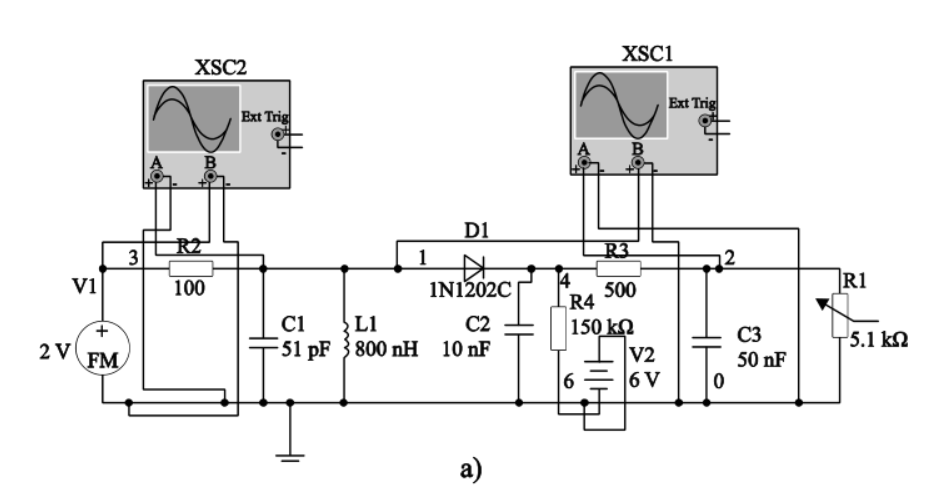 XSC2
XSC1
Ext Trig
Ext Trig
A
B
A
B
+
-
+
-
+
-
+
-
+
-
+
-
D1
3
R2
1
R3
2
V1
100
1N1202C
4
500
R1
R4
C1
L1
C2
150 kΩ
C3
5.1 kΩ
2 V
+
FM
51 pF
800 nH
10 nF
V2
50 nF
6
6 V
0
а)